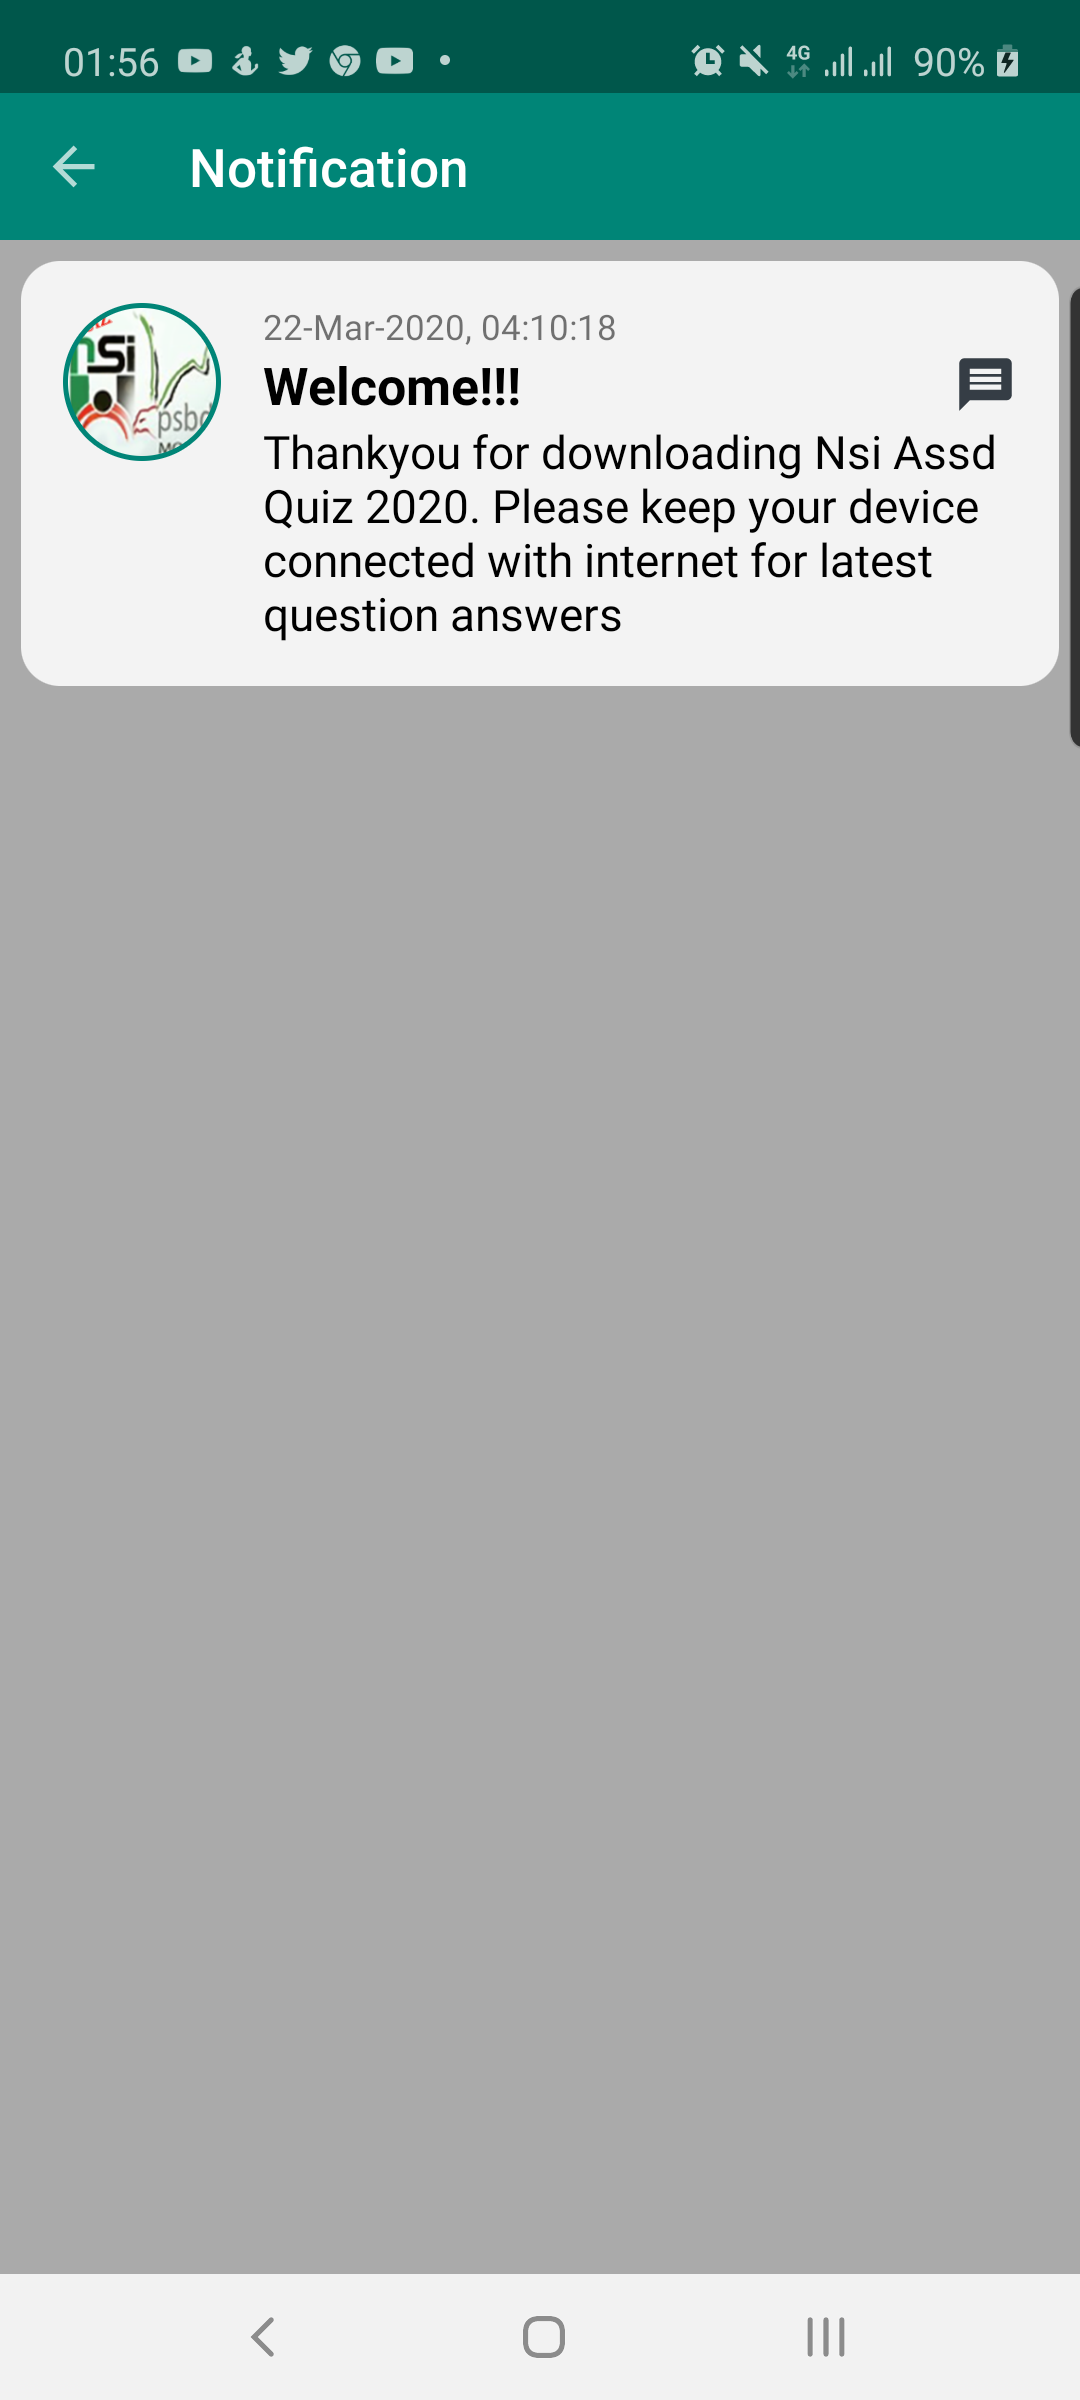 01:56
4G
90%
Notification
22-Mar-2020, 04:10:18
Welcome!!!
Thankyou for downloading Nsi Assd
Quiz 2020. Please keep your device
connected with internet for latest
question answers
nSi
psbd